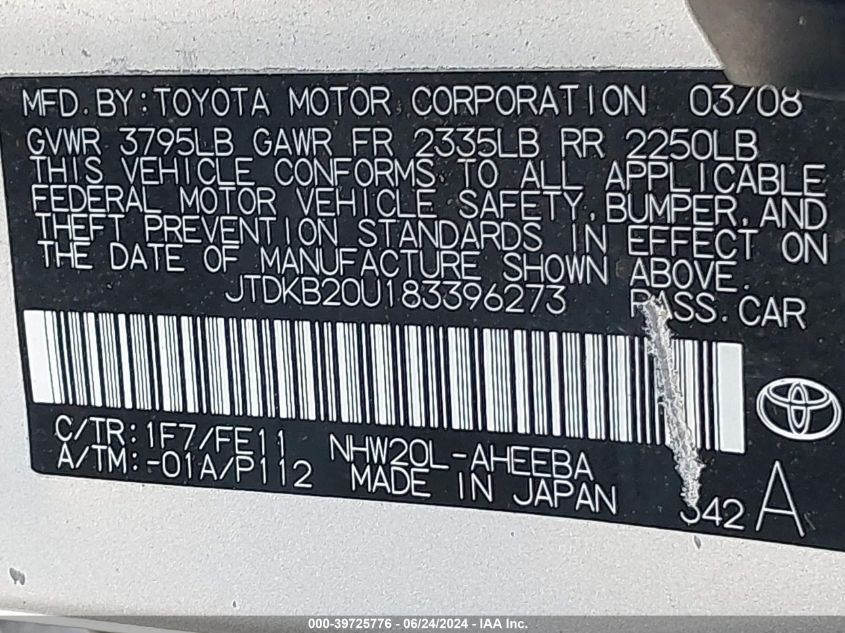 MFD. BY: TOYOTA MOTOR CORPORATION 03/08
GVWR 3795LB GAWR FR 2335LB RR 2250LB
THIS VEHICLE CONFORMS TO ALL APPLICABLE
FEDERAL MOTOR VEHICLE SAFETY, BUMPER, AND
THEFT PREVENTION STANDARDS IN EFFECT ON
THE DATE OF MANUFACTURE SHOWN ABOVE.
JTDKB20U183396273 PASS. CAR
C/TR: 1F7/FE11 NHW20L-AHEEBA
A/TM: -01A/P112 MADE IN JAPAN 342 A
000-39725776 / 06/24/2024 - IAA Inc.